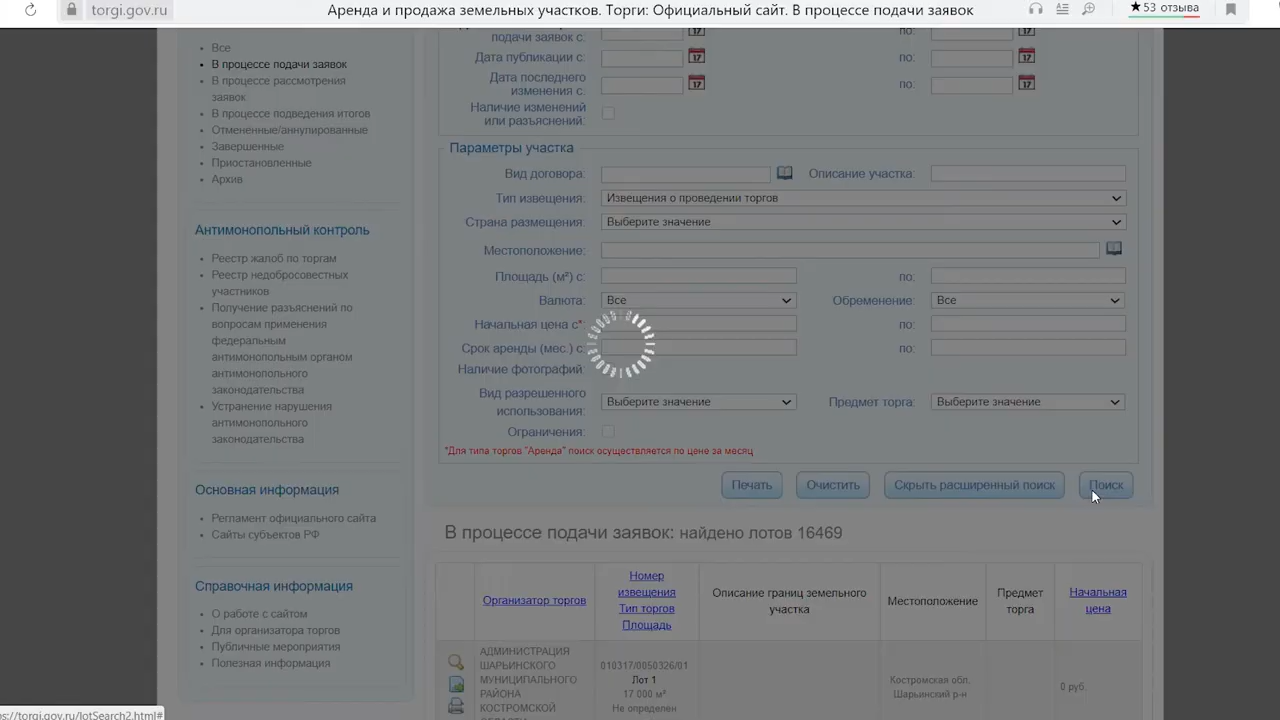 torgi.gov.ru
Аренда и продажа земельных участков. Торги: Официальный сайт. В процессе подачи заявок
★ 53 отзыва
Все
В процессе подачи заявок
В процессе рассмотрения
заявок
В процессе подведения итогов
Отмененные/аннулированные
Завершенные
Приостановленные
Архив
Антимонопольный контроль
Реестр жалоб по торгам
Реестр недобросовестных
участников
Получение разъяснений по
вопросам применения
федеральным
антимонопольным органом
антимонопольного
законодательства
Устранение нарушения
антимонопольного
законодательства
Основная информация
Регламент официального сайта
Сайты субъектов РФ
Справочная информация
О работе с сайтом
Для организатора торгов
Публичные мероприятия
Полезная информация
подачи заявок с: 17 по: 17
Дата публикации с: 17 по: 17
Дата последнего
изменения с: 17 по: 17
Наличие изменений
или разъяснений:
Параметры участка
Вид договора: Описание участка:
Тип извещения: Извещения о проведении торгов
Страна размещения: Выберите значение
Местоположение:
Площадь (м²) с: по:
Валюта: Все Обременение: Все
Начальная цена с*: по:
Срок аренды (мес.) с: по:
Наличие фотографий:
Вид разрешенного
использования: Выберите значение Предмет торга: Выберите значение
Ограничения:
*Для типа торгов "Аренда" поиск осуществляется по цене за месяц
Печать Очистить Скрыть расширенный поиск Поиск
В процессе подачи заявок: найдено лотов 16469
Организатор торгов
Номер
извещения
Тип торгов
Площадь
Описание границ земельного
участка
Местоположение
Предмет
торга
Начальная
цена
АДМИНИСТРАЦИЯ
ШАРЬИНСКОГО
МУНИЦИПАЛЬНОГО
РАЙОНА
КОСТРОМСКОЙ
010317/0050326/01
Лот 1
17 000 м²
Не определен
Костромская обл.
Шарьинский р-н
0 руб.
ps://torgi.gov.ru/lotSearch2.html#